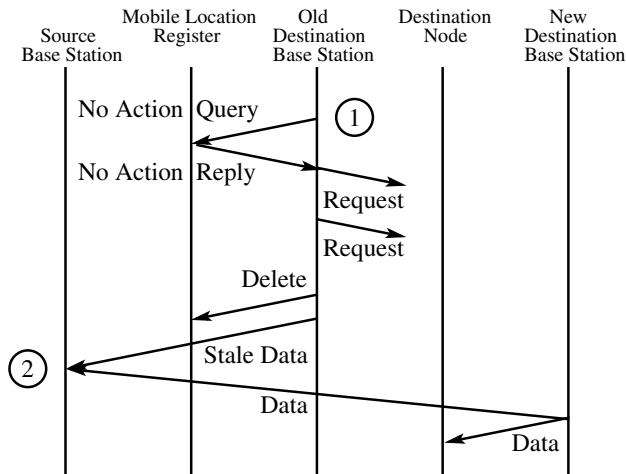 Source
Base Station
Mobile Location
Register
Old
Destination
Base Station
Destination
Node
New
Destination
Base Station
No Action Query
1
No Action Reply
Request
Request
Delete
Stale Data
2
Data
Data